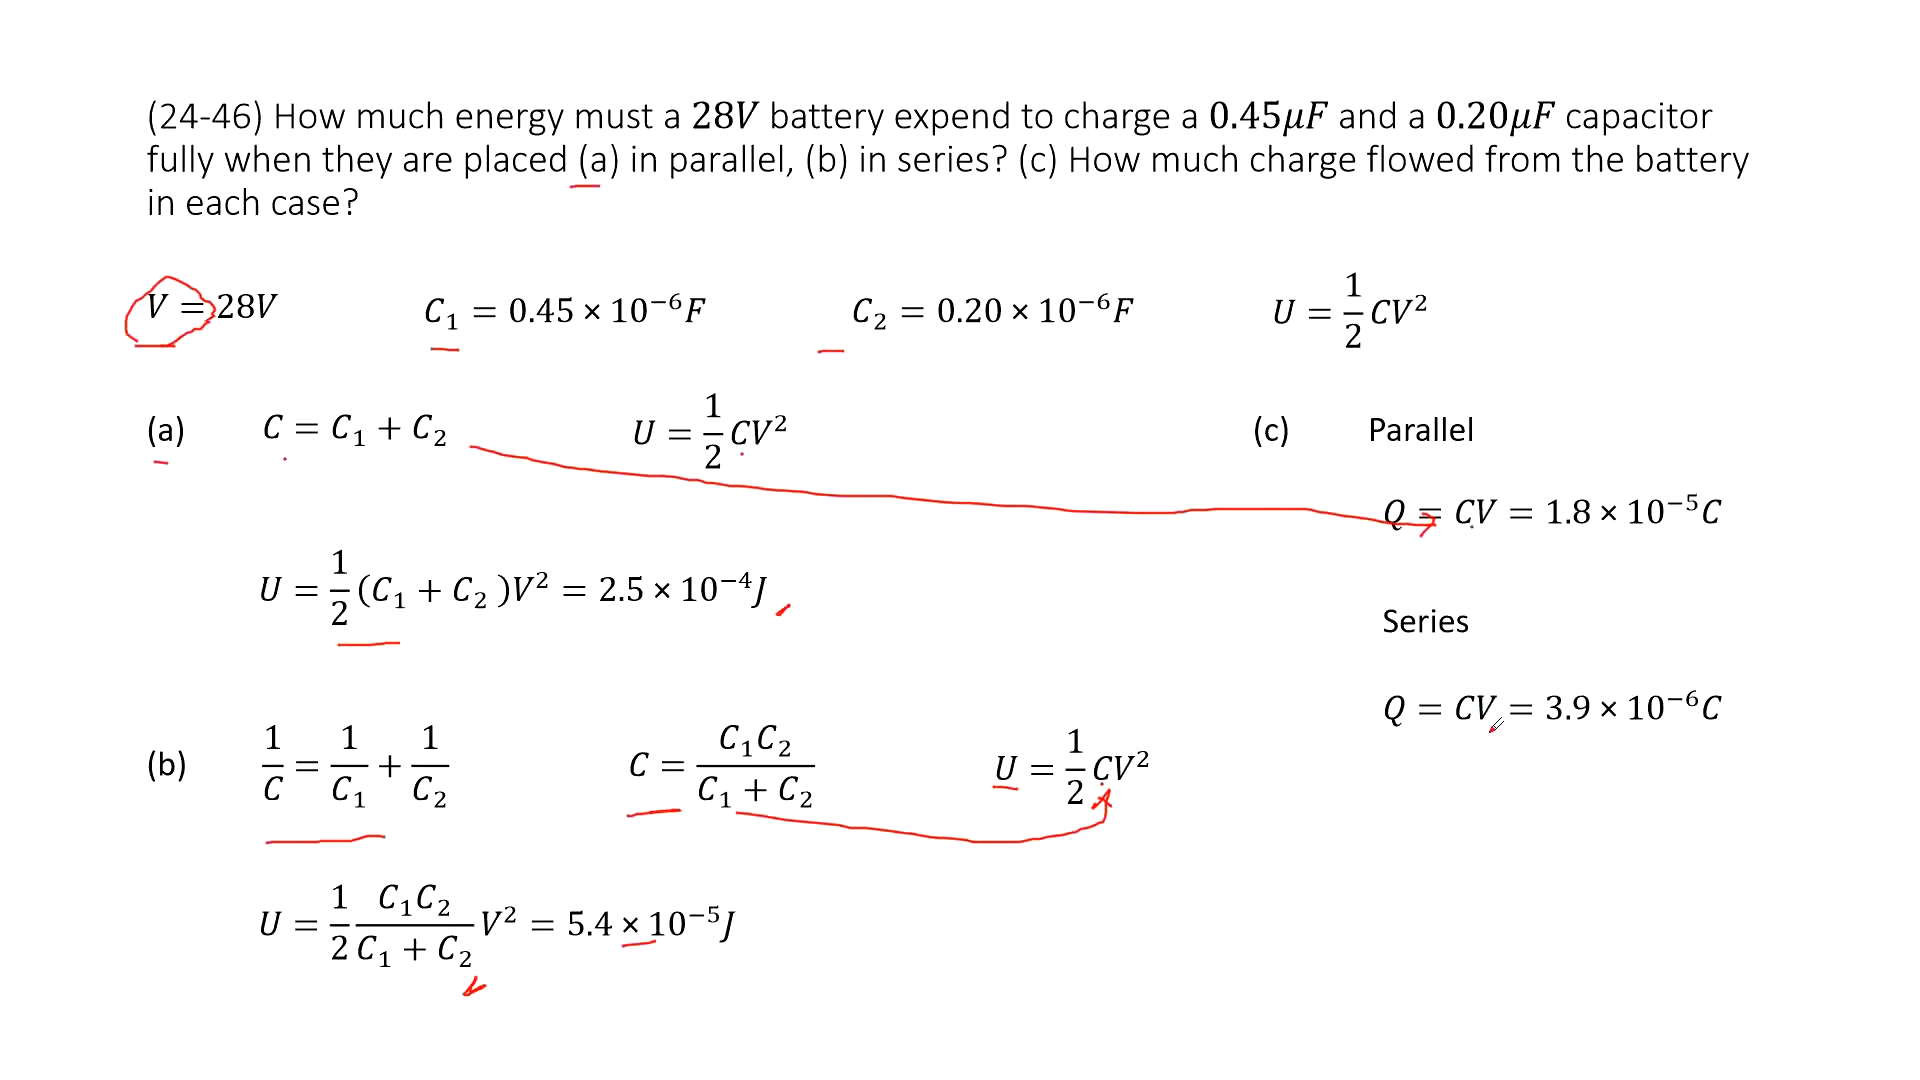 (24-46) How much energy must a 28V battery expend to charge a 0.45μF and a 0.20μF capacitor
fully when they are placed (a) in parallel, (b) in series? (c) How much charge flowed from the battery
in each case?
V = 28V
C₁ = 0.45 × 10⁻⁶F
C₂ = 0.20 × 10⁻⁶F
U = 1/2 CV²
(a) C = C₁ + C₂
U = 1/2 CV²
U = 1/2 (C₁ + C₂ )V² = 2.5 × 10⁻⁴J
(b) 1/C = 1/C₁ + 1/C₂
C = C₁C₂/(C₁ + C₂)
U = 1/2 CV²
U = 1/2 C₁C₂/(C₁ + C₂) V² = 5.4 × 10⁻⁵J
(c) Parallel
Q = CV = 1.8 × 10⁻⁵C
Series
Q = CV = 3.9 × 10⁻⁶C